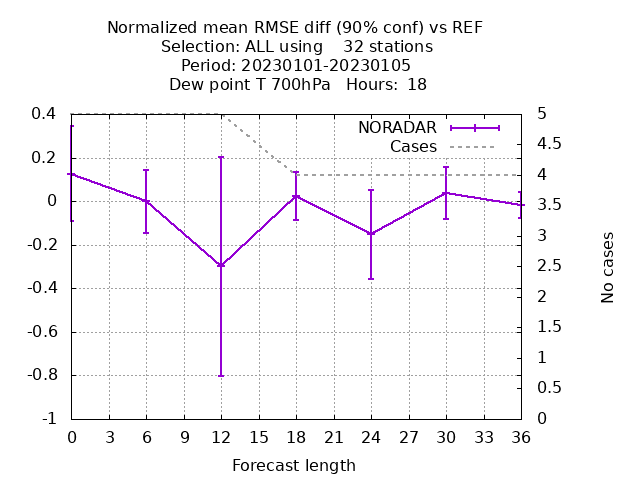 Normalized mean RMSE diff (90% conf) vs REF
Selection: ALL using    32 stations
Period: 20230101-20230105
Dew point T 700hPa   Hours:  18
NORADAR
Cases
0.4
0.2
0
-0.2
-0.4
-0.6
-0.8
-1
5
4.5
4
3.5
3
2.5
2
1.5
1
0.5
0
No cases
0 3 6 9 12 15 18 21 24 27 30 33 36
Forecast length